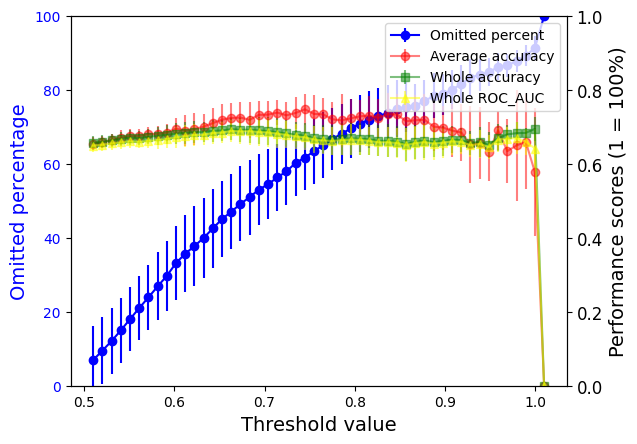 100
80
60
40
20
0
Omitted percentage
Omitted percent
Average accuracy
Whole accuracy
Whole ROC_AUC
1.0
0.8
0.6
0.4
0.2
0.0
Performance scores (1 = 100%)
0.5 0.6 0.7 0.8 0.9 1.0
Threshold value